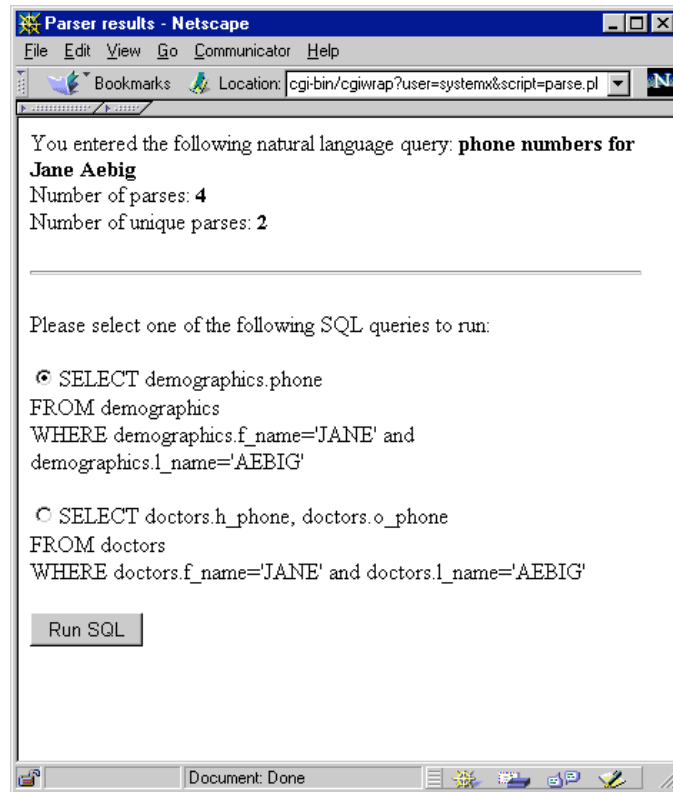 Parser results - Netscape
File Edit View Go Communicator Help
Bookmarks Location: cgi-bin/cgiwrap?user=systemx&script=parse.pl N
You entered the following natural language query: phone numbers for
Jane Aebig
Number of parses: 4
Number of unique parses: 2
Please select one of the following SQL queries to run:
SELECT demographics.phone
FROM demographics
WHERE demographics.f_name='JANE' and
demographics.l_name='AEBIG'
SELECT doctors.h_phone, doctors.o_phone
FROM doctors
WHERE doctors.f_name='JANE' and doctors.l_name='AEBIG'
Run SQL
Document: Done